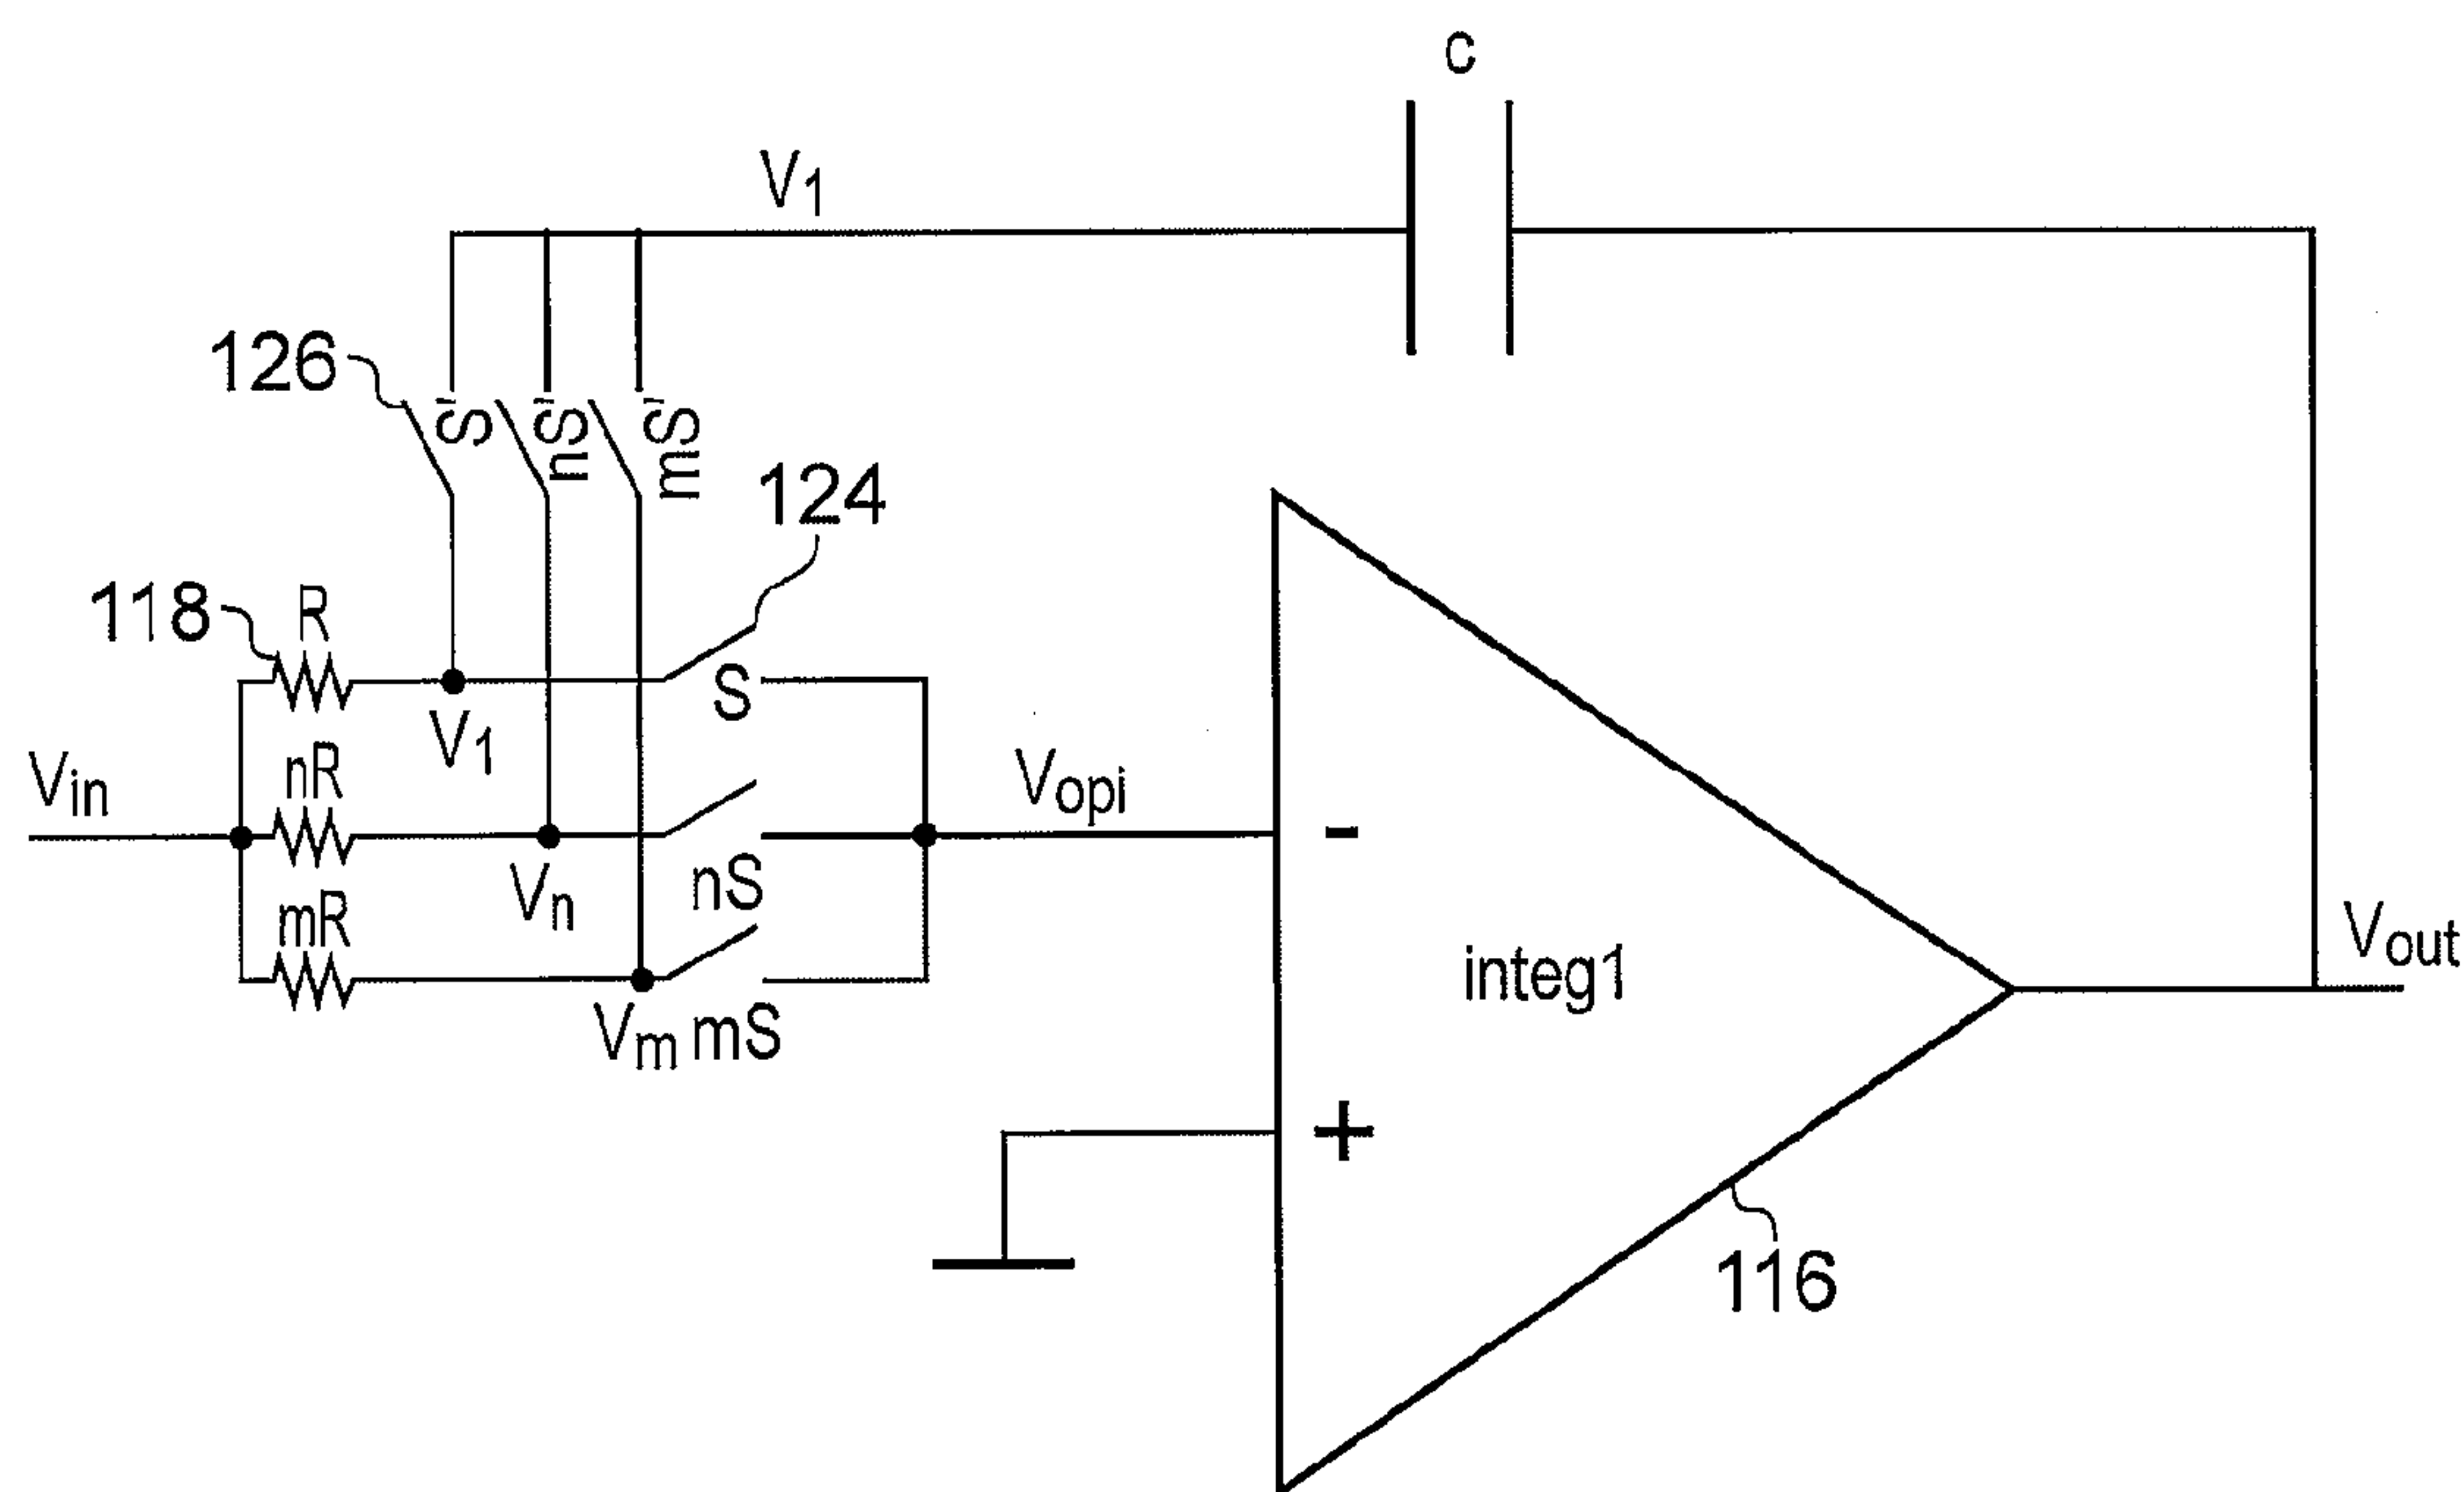 C
V1
126
S'
nS'
mS'
124
118
R
S
V1
Vin
nR
Vopi
-
nS
Vn
mR
integ1
Vout
Vm
mS
+
116